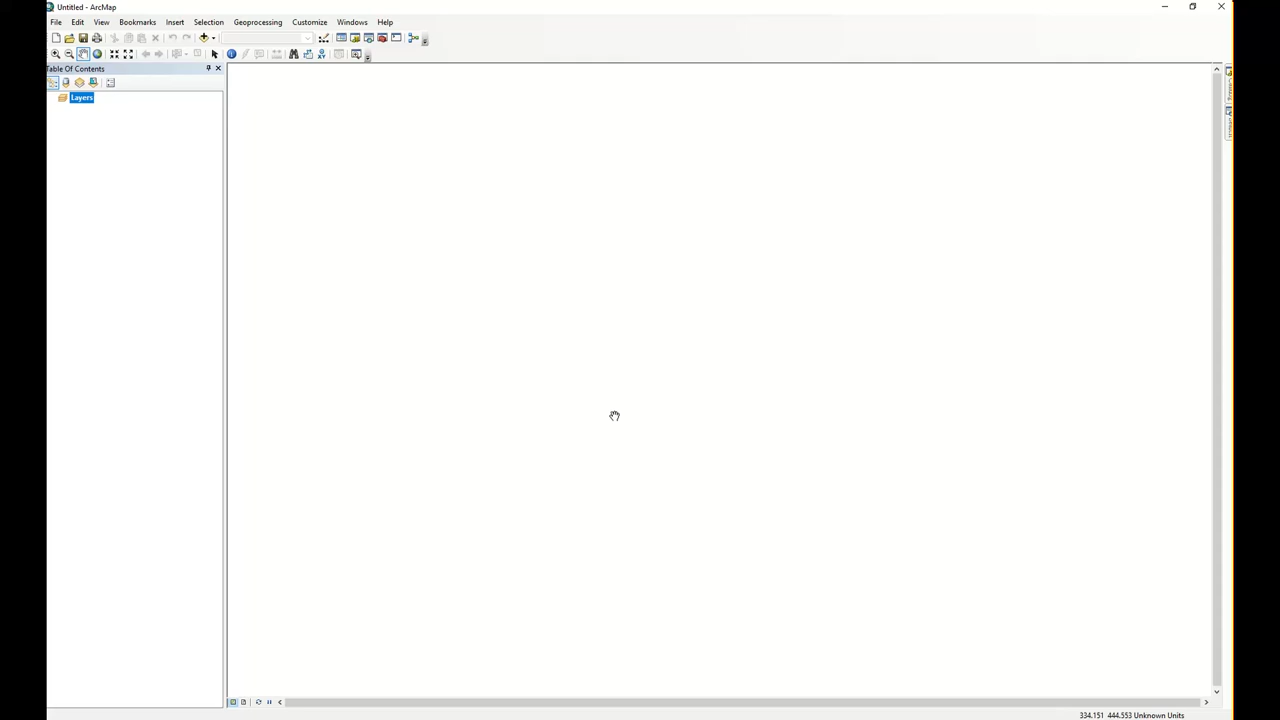 Untitled - ArcMap
File Edit View Bookmarks Insert Selection Geoprocessing Customize Windows Help
Table Of Contents
Layers
334.151 444.553 Unknown Units